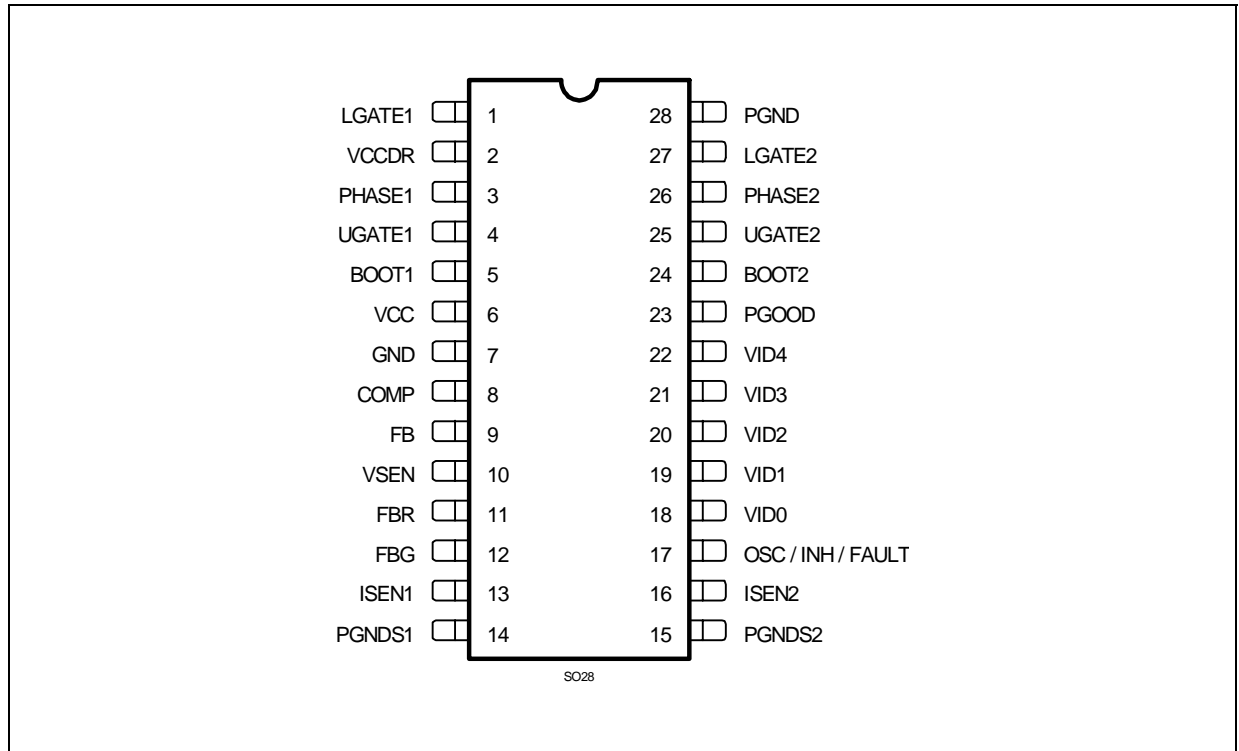 LGATE1 1 28 PGND
VCCDR 2 27 LGATE2
PHASE1 3 26 PHASE2
UGATE1 4 25 UGATE2
BOOT1 5 24 BOOT2
VCC 6 23 PGOOD
GND 7 22 VID4
COMP 8 21 VID3
FB 9 20 VID2
VSEN 10 19 VID1
FBR 11 18 VID0
FBG 12 17 OSC / INH / FAULT
ISEN1 13 16 ISEN2
PGNDS1 14 15 PGNDS2
SO28